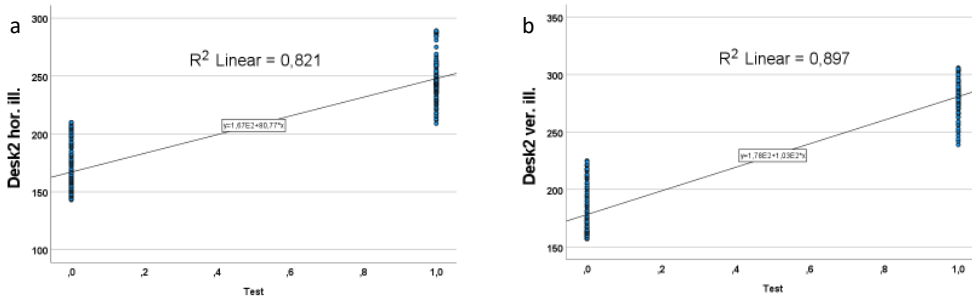 a
300
250
200
150
100
Desk2 hor. ill.
R² Linear = 0,821
y=1,67E2+80,77*x
,0 ,2 ,4 ,6 ,8 1,0
Test
b
350
300
250
200
150
Desk2 ver. ill.
R² Linear = 0,897
y=1,78E2+1,03E2*x
,0 ,2 ,4 ,6 ,8 1,0
Test